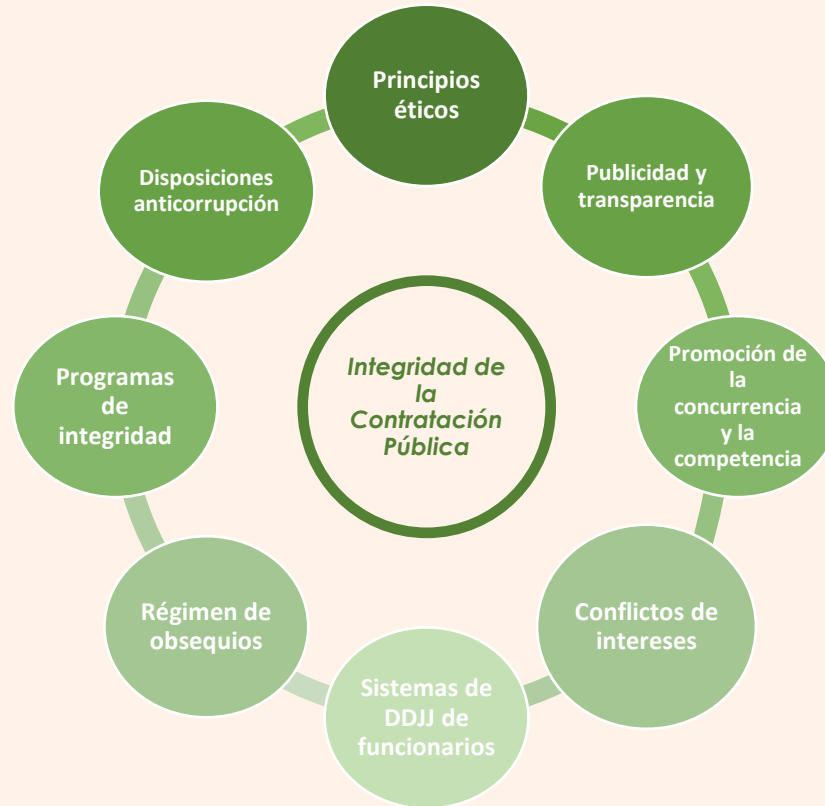 Principios
éticos
Publicidad y
transparencia
Promoción de
la
concurrencia
y la
competencia
Conflictos de
intereses
Sistemas de
DDJJ de
funcionarios
Régimen de
obsequios
Programas
de
integridad
Disposiciones
anticorrupción
Integridad de
la
Contratación
Pública